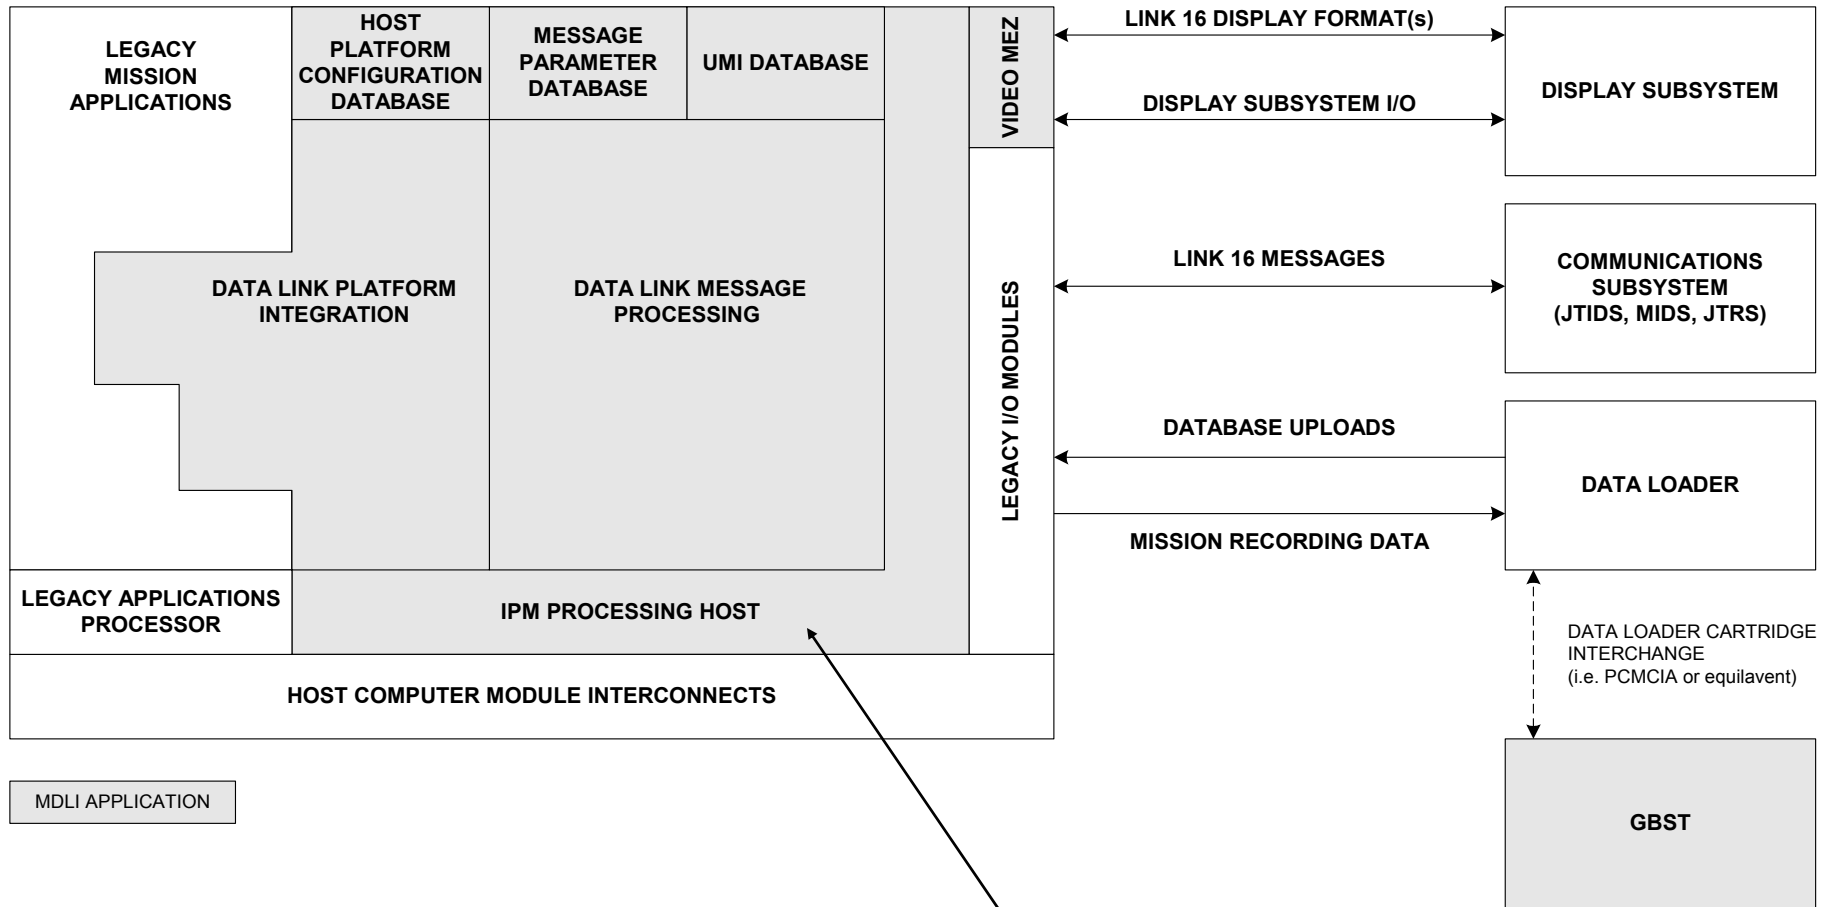 LEGACY
MISSION
APPLICATIONS
HOST
PLATFORM
CONFIGURATION
DATABASE
MESSAGE
PARAMETER
DATABASE
UMI DATABASE
VIDEO MEZ
LINK 16 DISPLAY FORMAT(s)
DISPLAY SUBSYSTEM I/O
DISPLAY SUBSYSTEM
DATA LINK PLATFORM
INTEGRATION
DATA LINK MESSAGE
PROCESSING
LEGACY I/O MODULES
LINK 16 MESSAGES
COMMUNICATIONS
SUBSYSTEM
(JTIDS, MIDS, JTRS)
DATABASE UPLOADS
MISSION RECORDING DATA
DATA LOADER
LEGACY APPLICATIONS
PROCESSOR
IPM PROCESSING HOST
DATA LOADER CARTRIDGE
INTERCHANGE
(i.e. PCMCIA or equilavent)
HOST COMPUTER MODULE INTERCONNECTS
MDLI APPLICATION
GBST